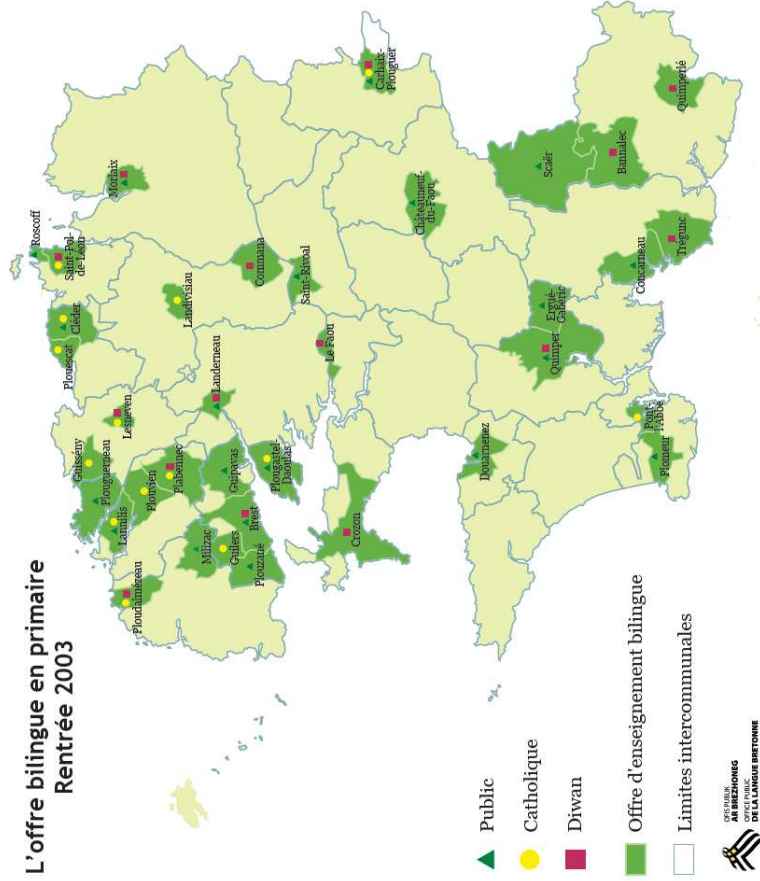 L'offre bilingue en primaire
Rentrée 2003
Roscoff
Saint-Pol-
de-Léon
Morlaix
Cléder
Plouescat
Landivisiau
Commana
Saint-Rivoal
Carhaix-
Plouguer
Châteauneuf-
du-Faou
Guissény
Plouguerneau
Lannilis
Plouvien
Plabennec
Lesneven
Landerneau
Le Faou
Guipavas
Plougastel-
Daoulas
Ploudalmézeau
Milizac
Guilers
Brest
Plouzané
Crozon
Douarnenez
Quimper
Ergué-
Gabéric
Scaër
Bannalec
Quimperlé
Concarneau
Trégunc
Pont-
l'Abbé
Plomeur
Public
Catholique
Diwan
Offre d'enseignement bilingue
Limites intercommunales
OFIS PUBLIK
AR BREZHONEG
OFFICE PUBLIC
DE LA LANGUE BRETONNE